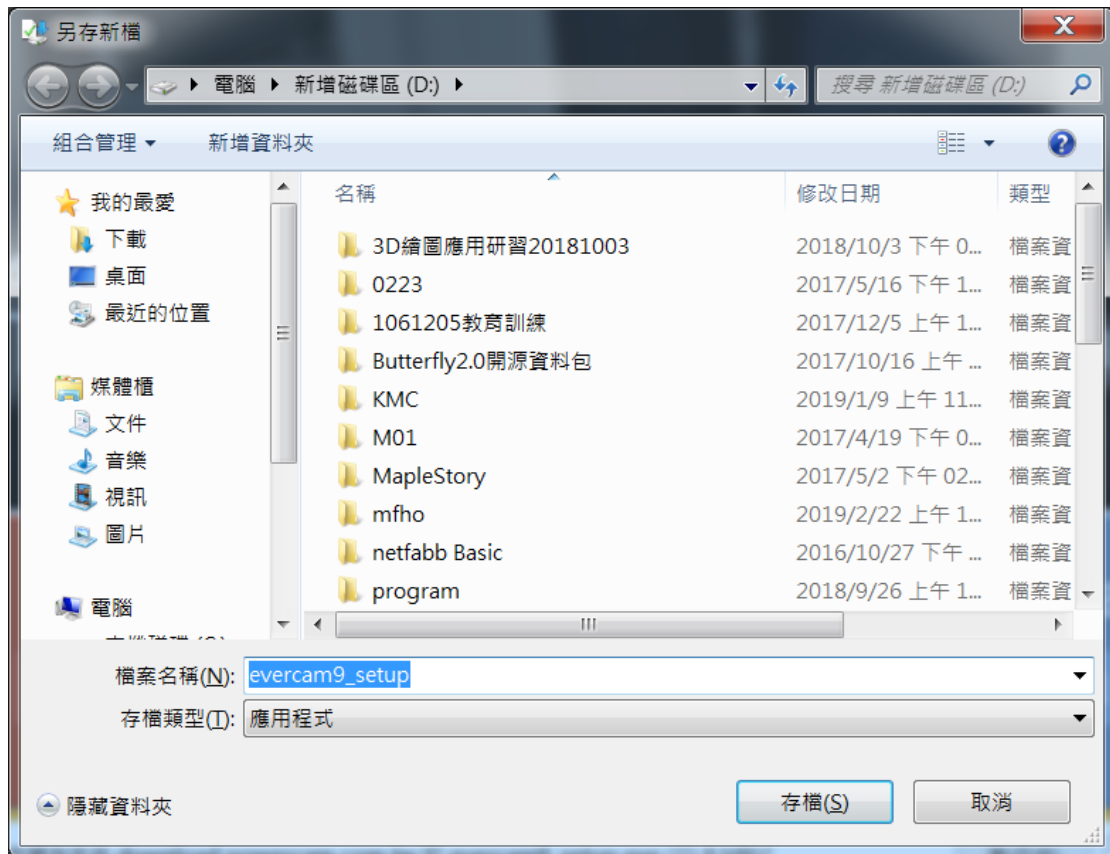 另存新檔
電腦 新增磁碟區 (D:)
搜尋 新增磁碟區 (D:)
組合管理 新增資料夾
我的最愛
下載
桌面
最近的位置
媒體櫃
文件
音樂
視訊
圖片
電腦
名稱 修改日期 類型
3D繪圖應用研習20181003 2018/10/3 下午 0... 檔案資
0223 2017/5/16 下午 1... 檔案資
1061205教育訓練 2017/12/5 上午 1... 檔案資
Butterfly2.0開源資料包 2017/10/16 上午 ... 檔案資
KMC 2019/1/9 上午 11... 檔案資
M01 2017/4/19 下午 0... 檔案資
MapleStory 2017/5/2 下午 02... 檔案資
mfho 2019/2/22 上午 1... 檔案資
netfabb Basic 2016/10/27 下午 ... 檔案資
program 2018/9/26 上午 1... 檔案資
檔案名稱(N): evercam9_setup
存檔類型(T): 應用程式
隱藏資料夾 存檔(S) 取消